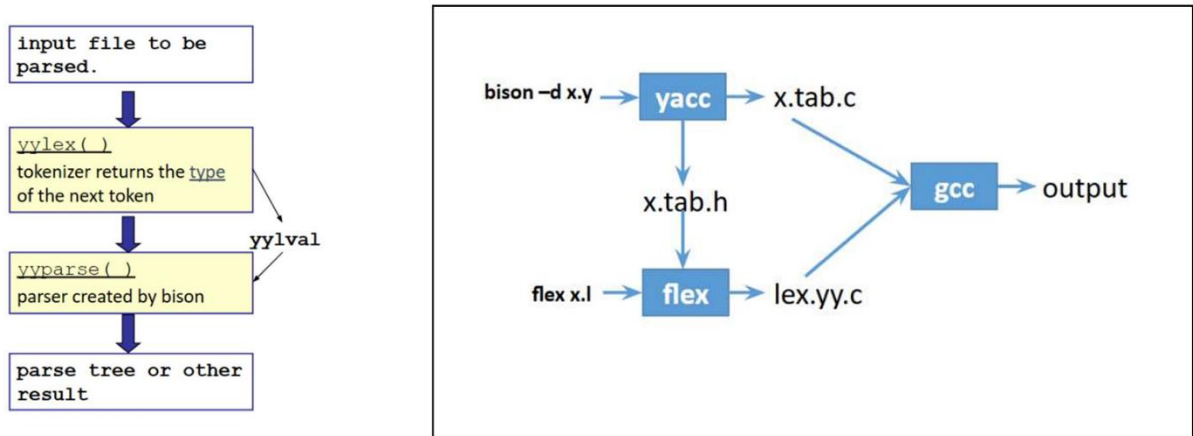 input file to be
parsed.
yylex( )
tokenizer returns the type
of the next token
yylval
yyparse( )
parser created by bison
parse tree or other
result
bison –d x.y
yacc
x.tab.c
x.tab.h
gcc
output
flex x.l
flex
lex.yy.c